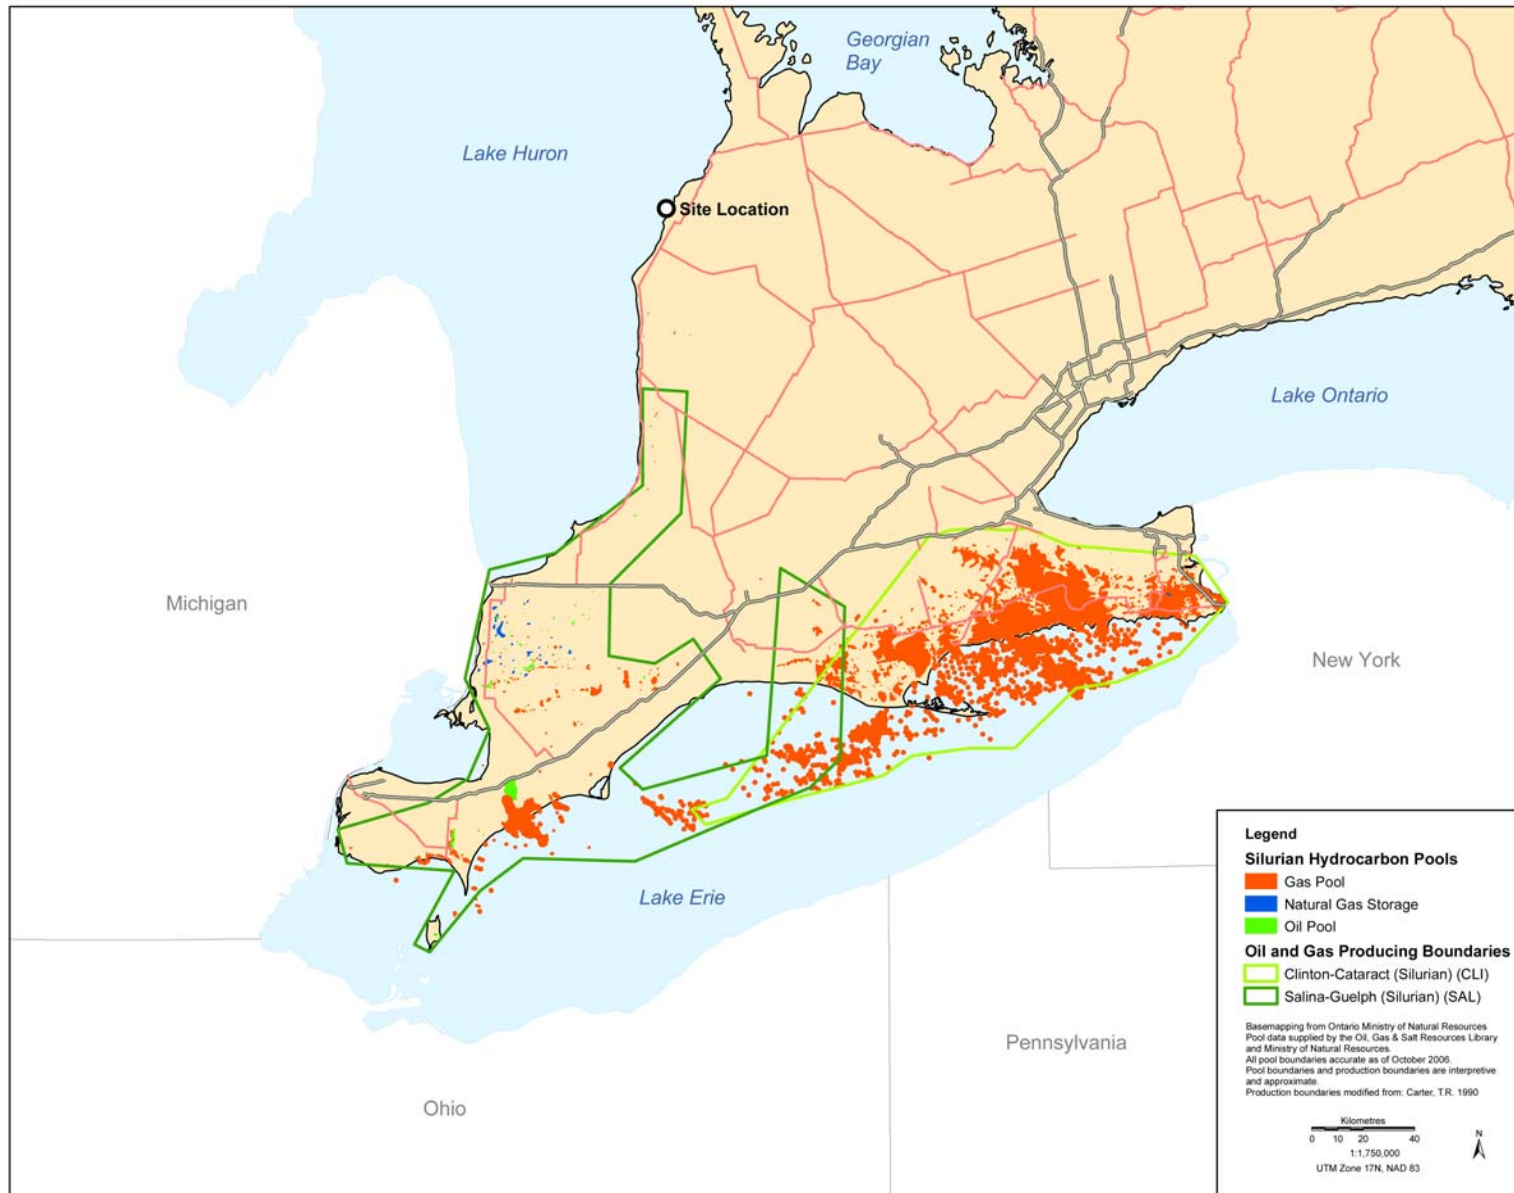 Georgian
Bay
Lake Huron
Site Location
Lake Ontario
Michigan
New York
Lake Erie
Pennsylvania
Ohio
Legend
Silurian Hydrocarbon Pools
Gas Pool
Natural Gas Storage
Oil Pool
Oil and Gas Producing Boundaries
Clinton-Cataract (Silurian) (CLI)
Salina-Guelph (Silurian) (SAL)
Basemapping from Ontario Ministry of Natural Resources
Pool data supplied by the Oil, Gas & Salt Resources Library
and Ministry of Natural Resources.
All pool boundaries accurate as of October 2006.
Pool boundaries and production boundaries are interpretive
and approximate.
Production boundaries modified from: Carter, T.R. 1990
Kilometres
0 10 20 40
1:1,750,000
UTM Zone 17N, NAD 83
N